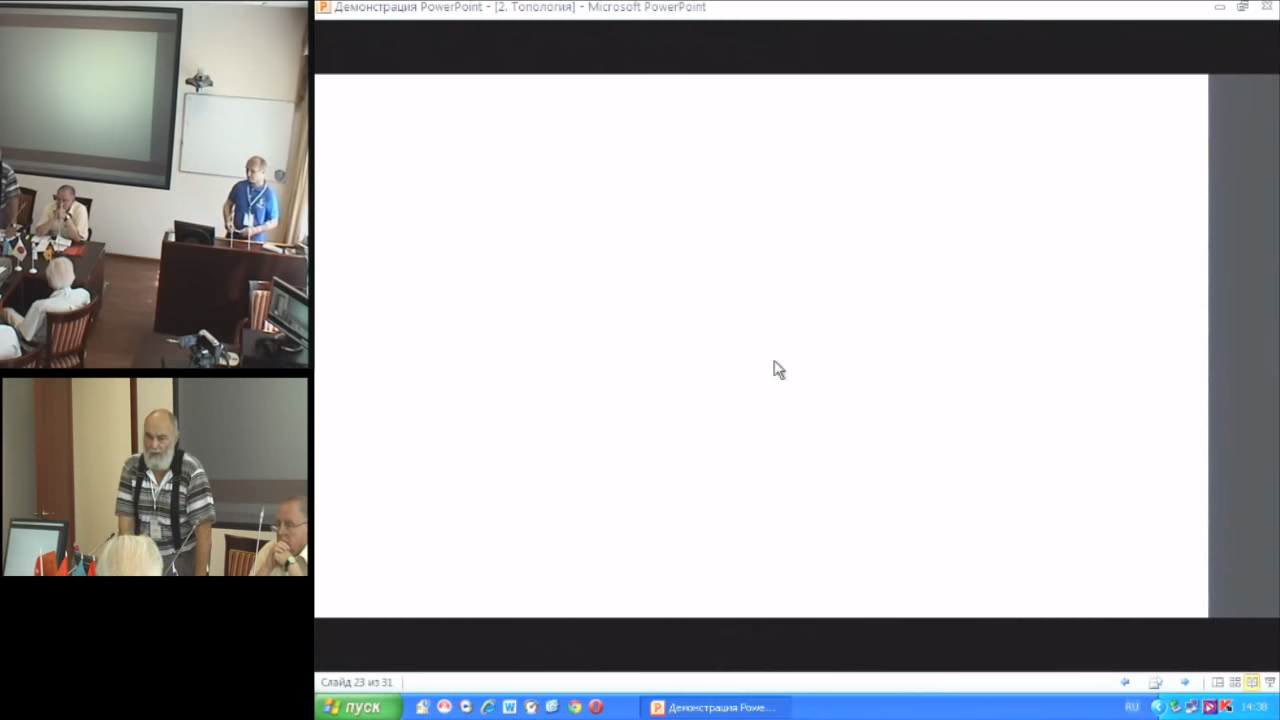 Демонстрация PowerPoint - [2. Топология] - Microsoft PowerPoint
Слайд 23 из 31
пуск
Демонстрация Powe...
RU
14:38